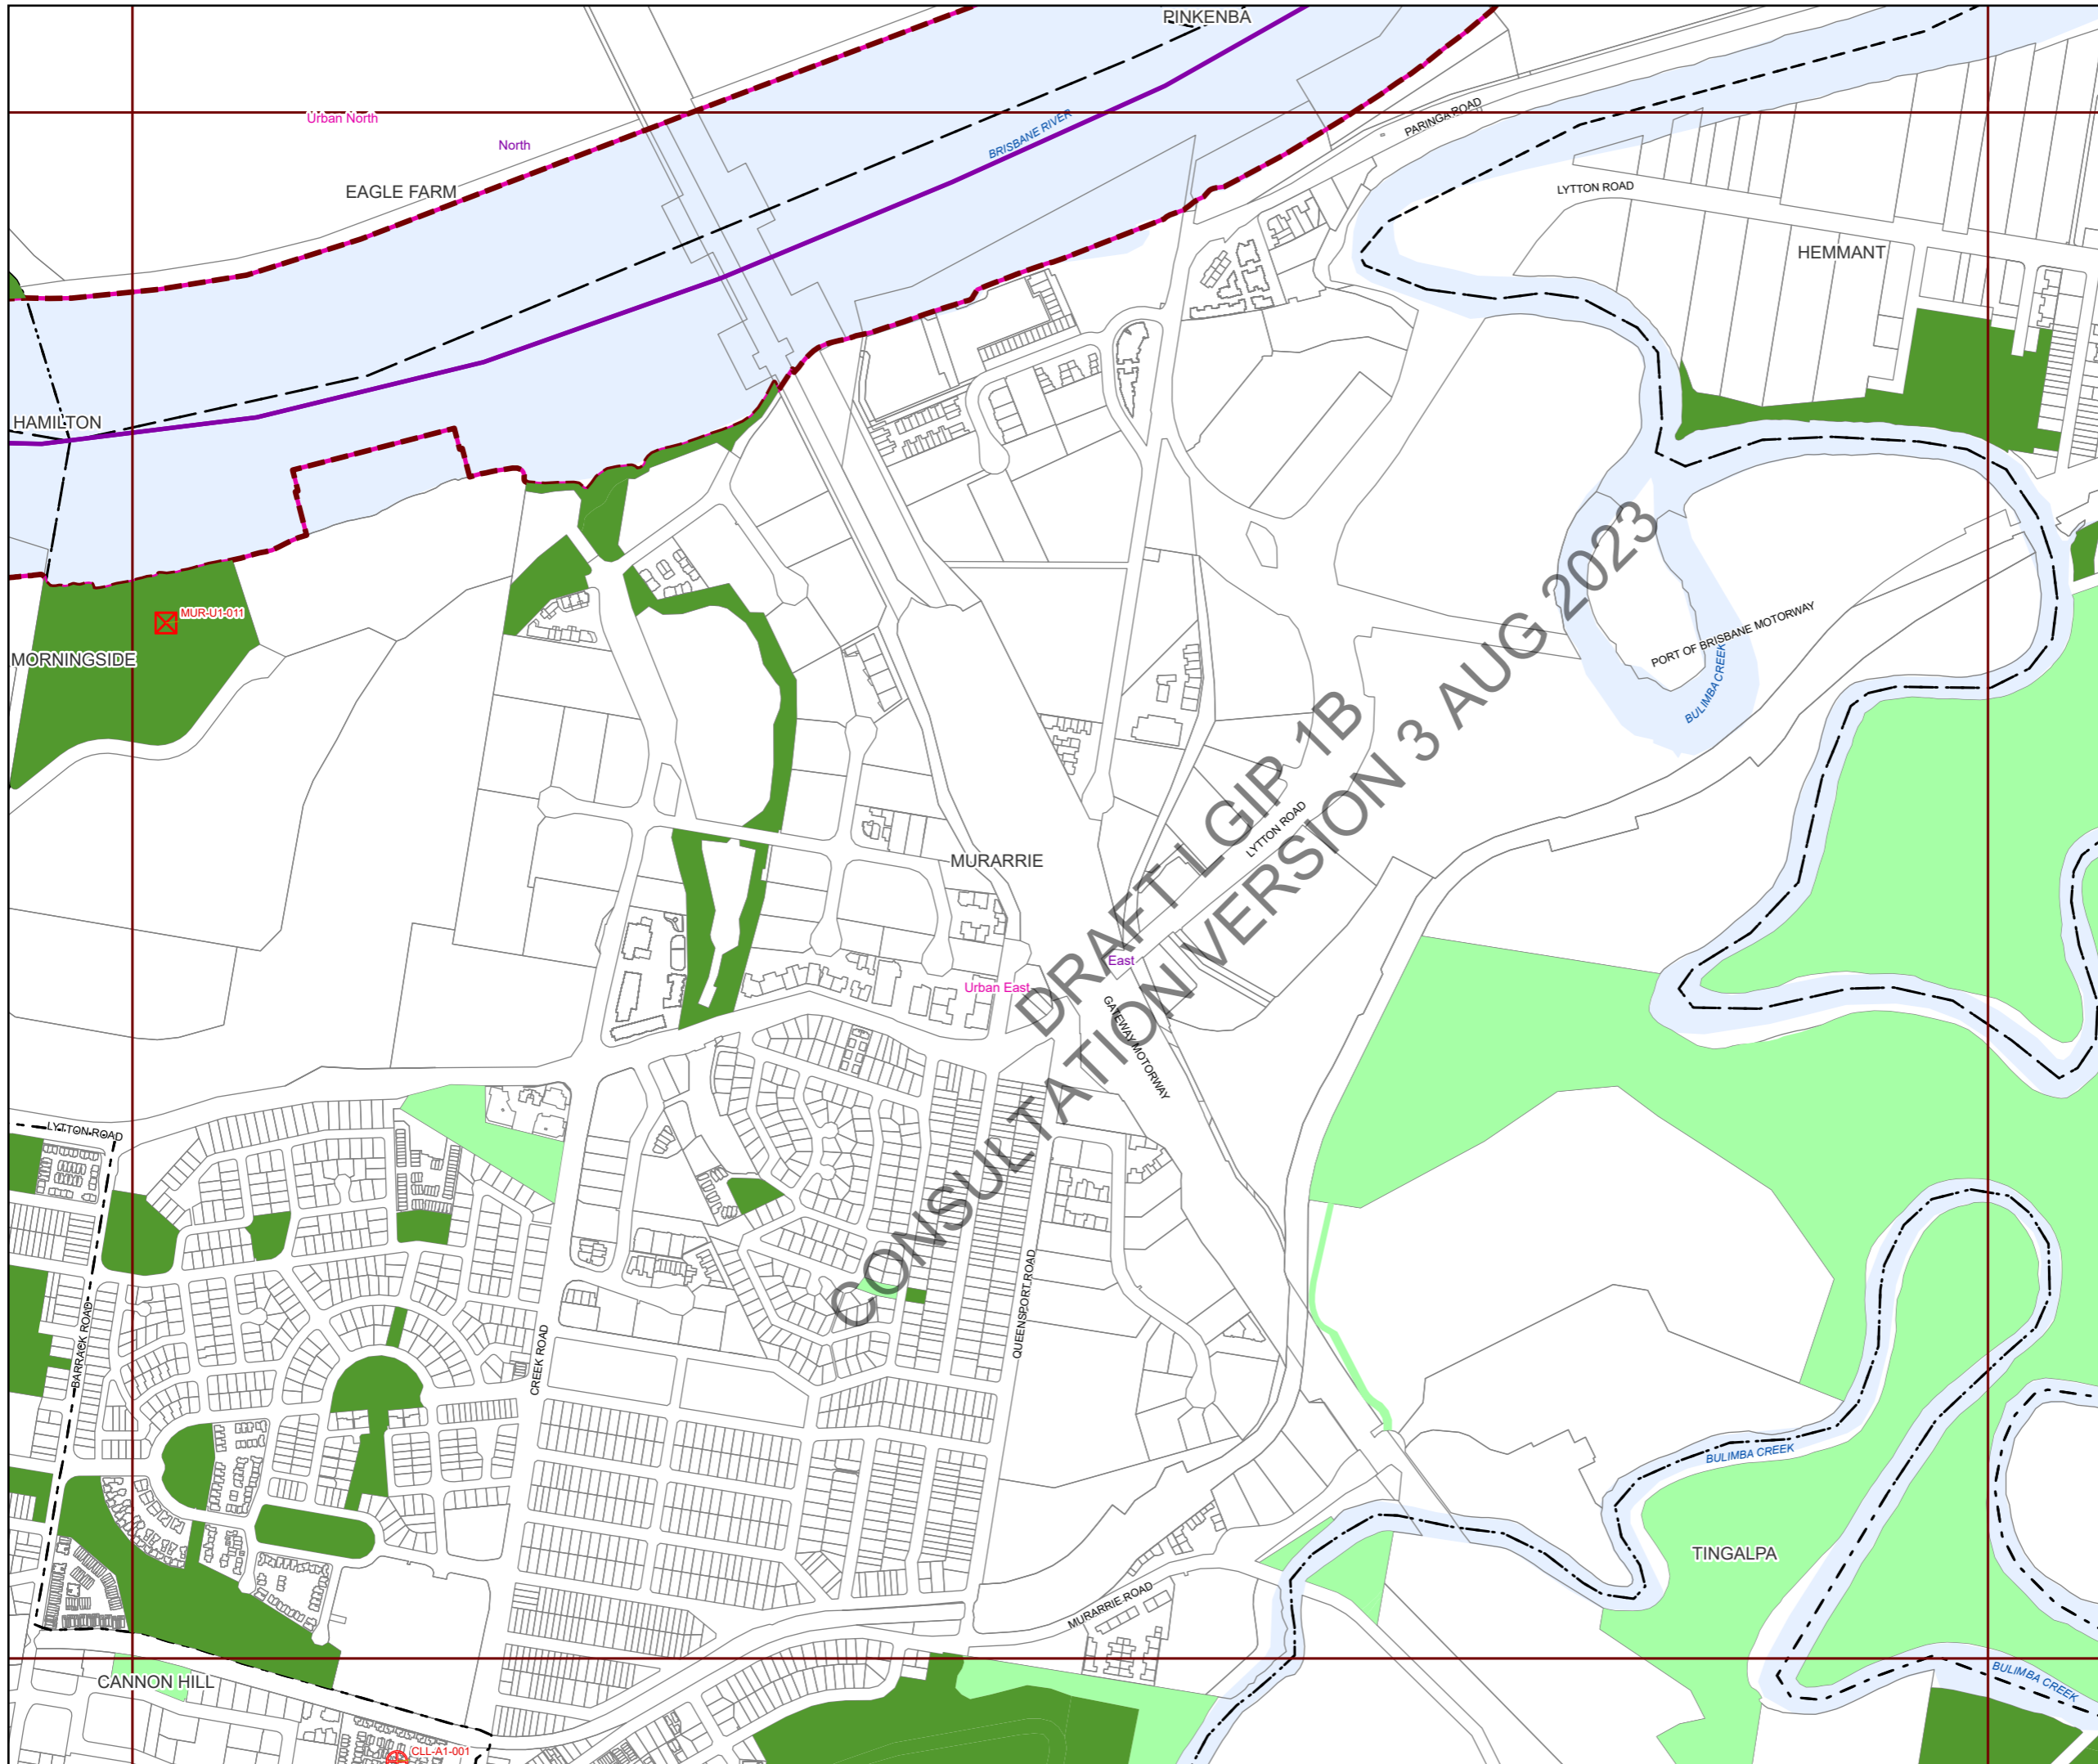 PINKENBA
Urban North
North
BRISBANE RIVER
PARINGA ROAD
EAGLE FARM
LYTTON ROAD
HEMMANT
HAMILTON
MUR-U1-011
MORNINGSIDE
PORT OF BRISBANE MOTORWAY
BULIMBA CREEK
LYTTON ROAD
MURARRIE
DRAFT LGIP 1B
CONSULTATION VERSION 3 AUG 2023
East
Urban East
GATEWAY MOTORWAY
LYTTON ROAD
QUEENSPORT ROAD
BARRACK ROAD
CREEK ROAD
BULIMBA CREEK
TINGALPA
MURARRIE ROAD
CANNON HILL
BULIMBA CREEK
CLL-A1-001